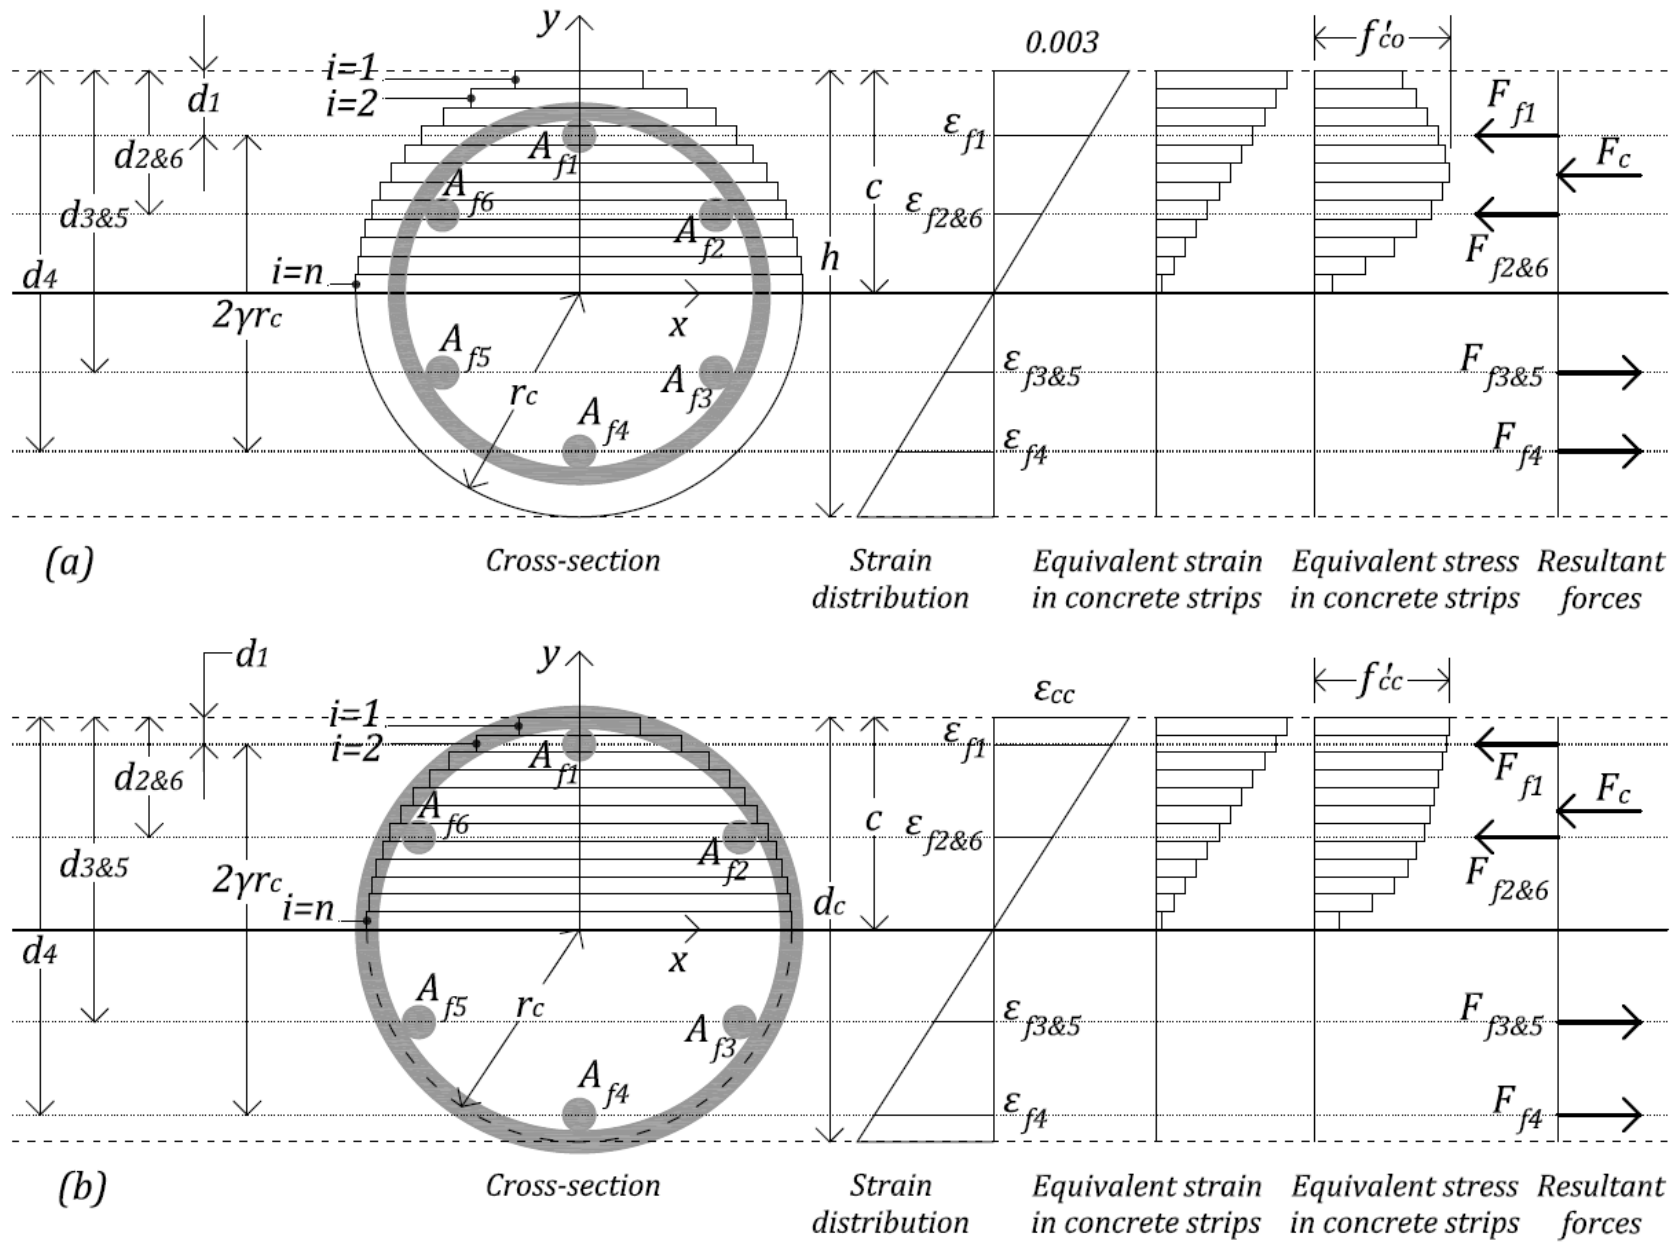 y
0.003
f'co
i=1
i=2
d1
d2&6
d3&5
d4
2γrc
i=n
Af1
Af6
Af2
x
Af5
Af3
rc
Af4
c
h
εf1
εf2&6
εf3&5
εf4
Ff1
Fc
Ff2&6
Ff3&5
Ff4
(a)
Cross-section
Strain
distribution
Equivalent strain
in concrete strips
Equivalent stress
in concrete strips
Resultant
forces
d1
y
εcc
f'cc
i=1
i=2
d2&6
d3&5
d4
2γrc
i=n
Af1
Af6
Af2
x
Af5
Af3
rc
Af4
c
dc
εf1
εf2&6
εf3&5
εf4
Ff1
Fc
Ff2&6
Ff3&5
Ff4
(b)
Cross-section
Strain
distribution
Equivalent strain
in concrete strips
Equivalent stress
in concrete strips
Resultant
forces